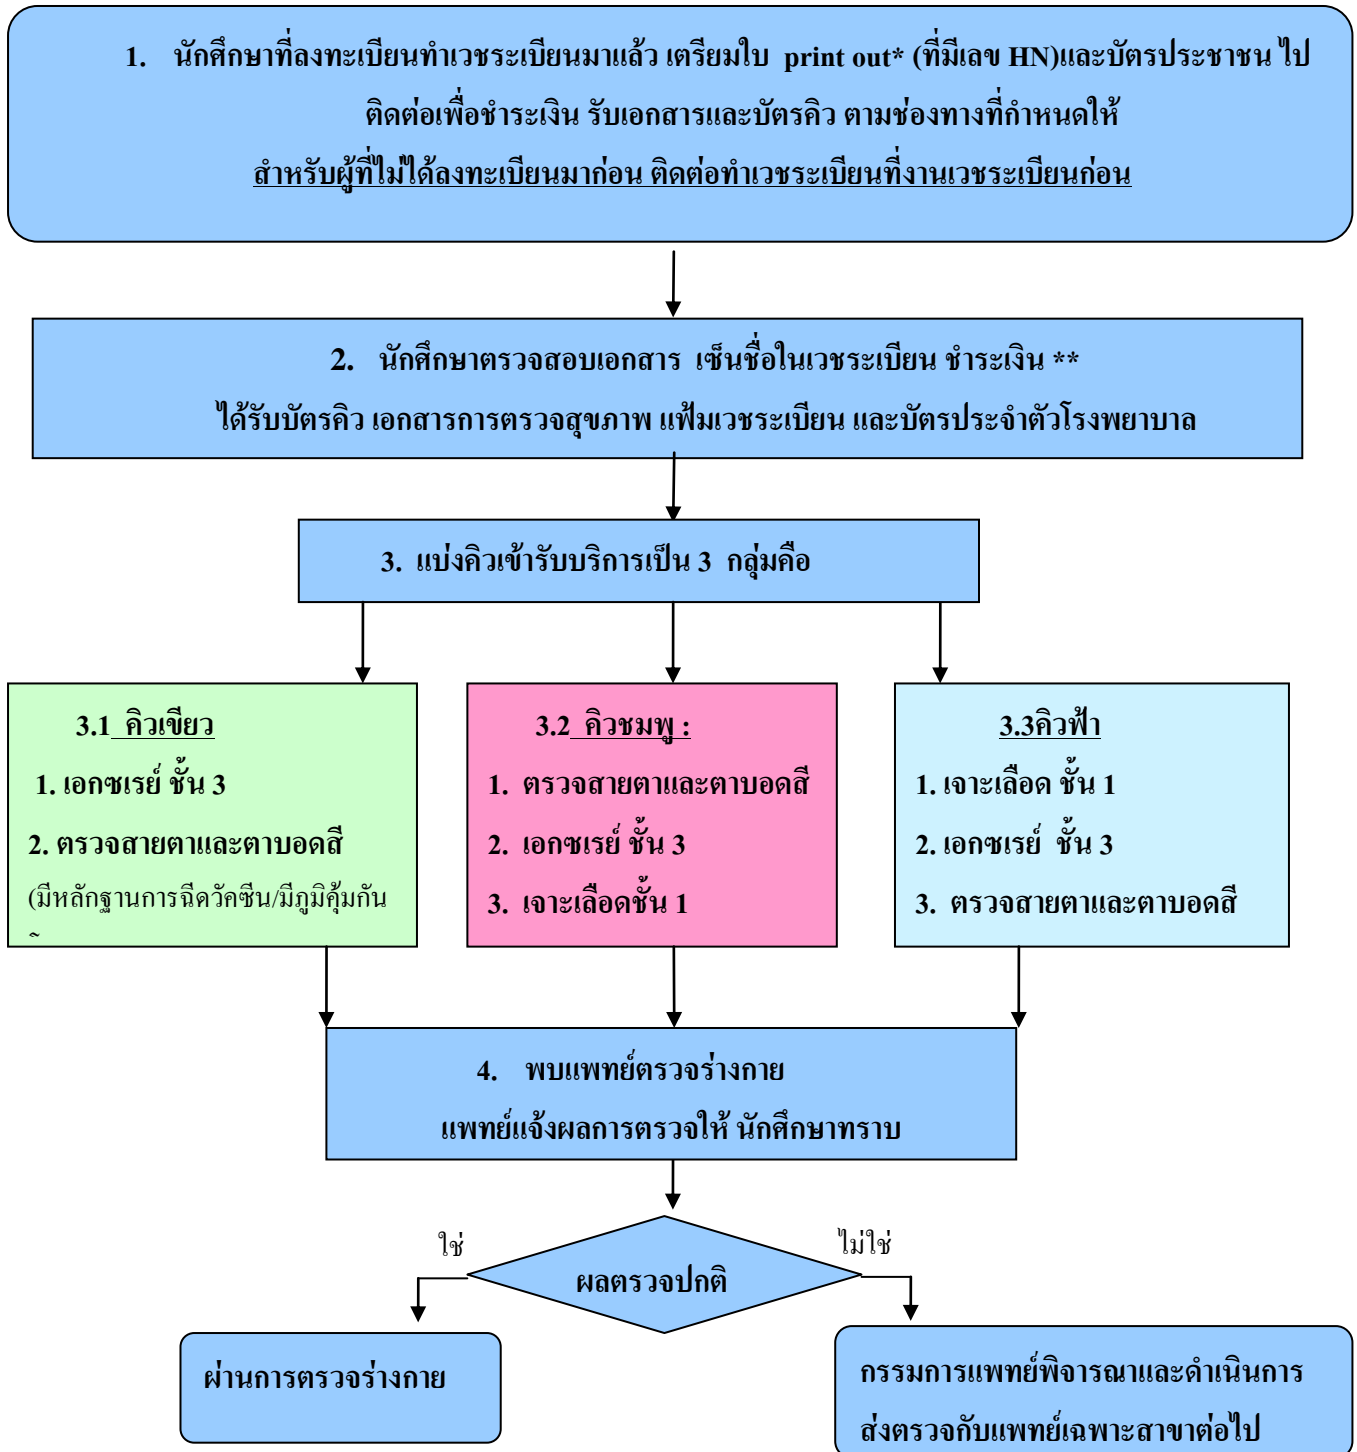 1. นักศึกษาที่ลงทะเบียนทำเวชระเบียนมาแล้ว เตรียมใบ print out* (ที่มีเลข HN)และบัตรประชาชน ไป
ติดต่อเพื่อชำระเงิน รับเอกสารและบัตรคิว ตามช่องทางที่กำหนดให้
สำหรับผู้ที่ไม่ได้ลงทะเบียนมาก่อน ติดต่อทำเวชระเบียนที่งานเวชระเบียนก่อน
2. นักศึกษาตรวจสอบเอกสาร เซ็นชื่อในเวชระเบียน ชำระเงิน **
ได้รับบัตรคิว เอกสารการตรวจสุขภาพ แฟ้มเวชระเบียน และบัตรประจำตัวโรงพยาบาล
3. แบ่งคิวเข้ารับบริการเป็น 3 กลุ่มคือ
3.1 คิวเขียว
1. เอกซเรย์ ชั้น 3
2. ตรวจสายตาและตาบอดสี
(มีหลักฐานการฉีดวัคซีน/มีภูมิคุ้มกัน
3.2 คิวชมพู :
1. ตรวจสายตาและตาบอดสี
2. เอกซเรย์ ชั้น 3
3. เจาะเลือดชั้น 1
3.3คิวฟ้า
1. เจาะเลือด ชั้น 1
2. เอกซเรย์ ชั้น 3
3. ตรวจสายตาและตาบอดสี
4. พบแพทย์ตรวจร่างกาย
แพทย์แจ้งผลการตรวจให้ นักศึกษาทราบ
ใช่
ไม่ใช่
ผลตรวจปกติ
ผ่านการตรวจร่างกาย
กรรมการแพทย์พิจารณาและดำเนินการ
ส่งตรวจกับแพทย์เฉพาะสาขาต่อไป